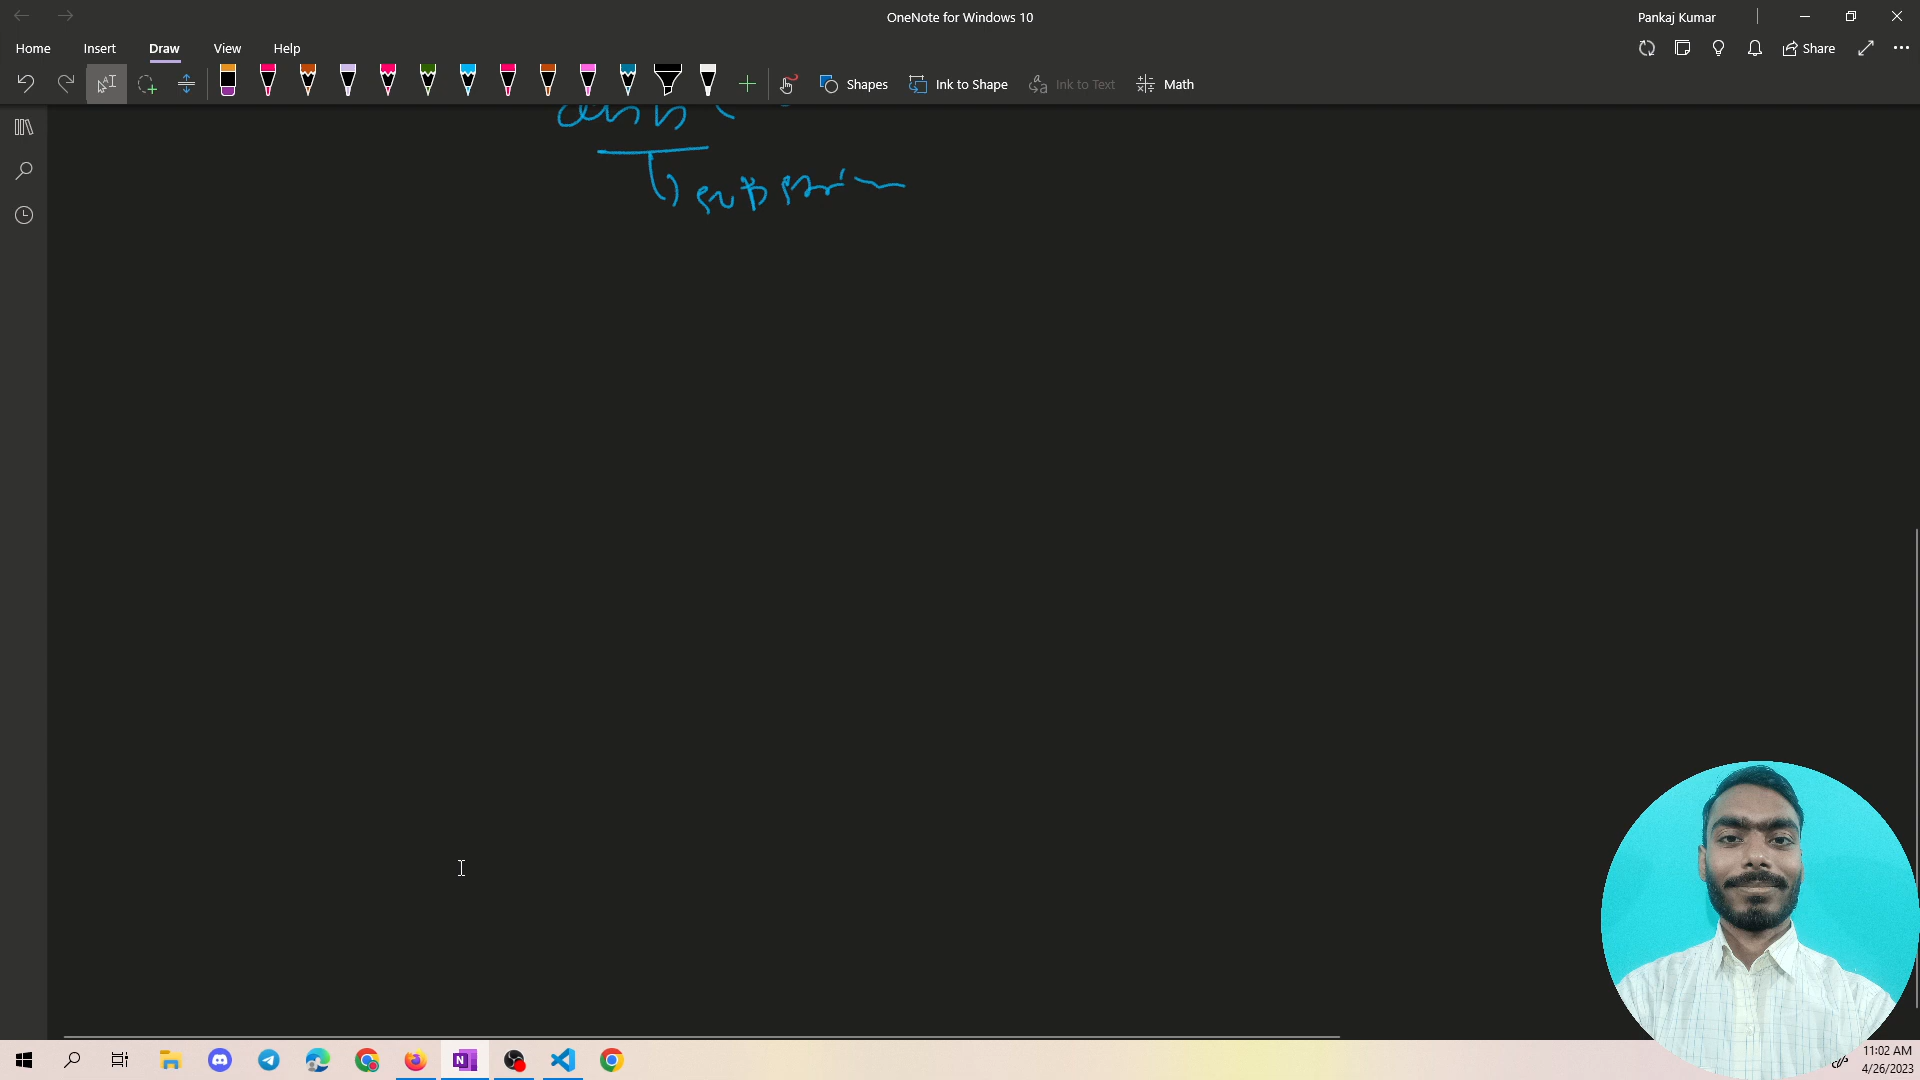 OneNote for Windows 10
Pankaj Kumar
Home Insert Draw View Help
Share
Shapes Ink to Shape Ink to Text Math
11:02 AM
4/26/2023